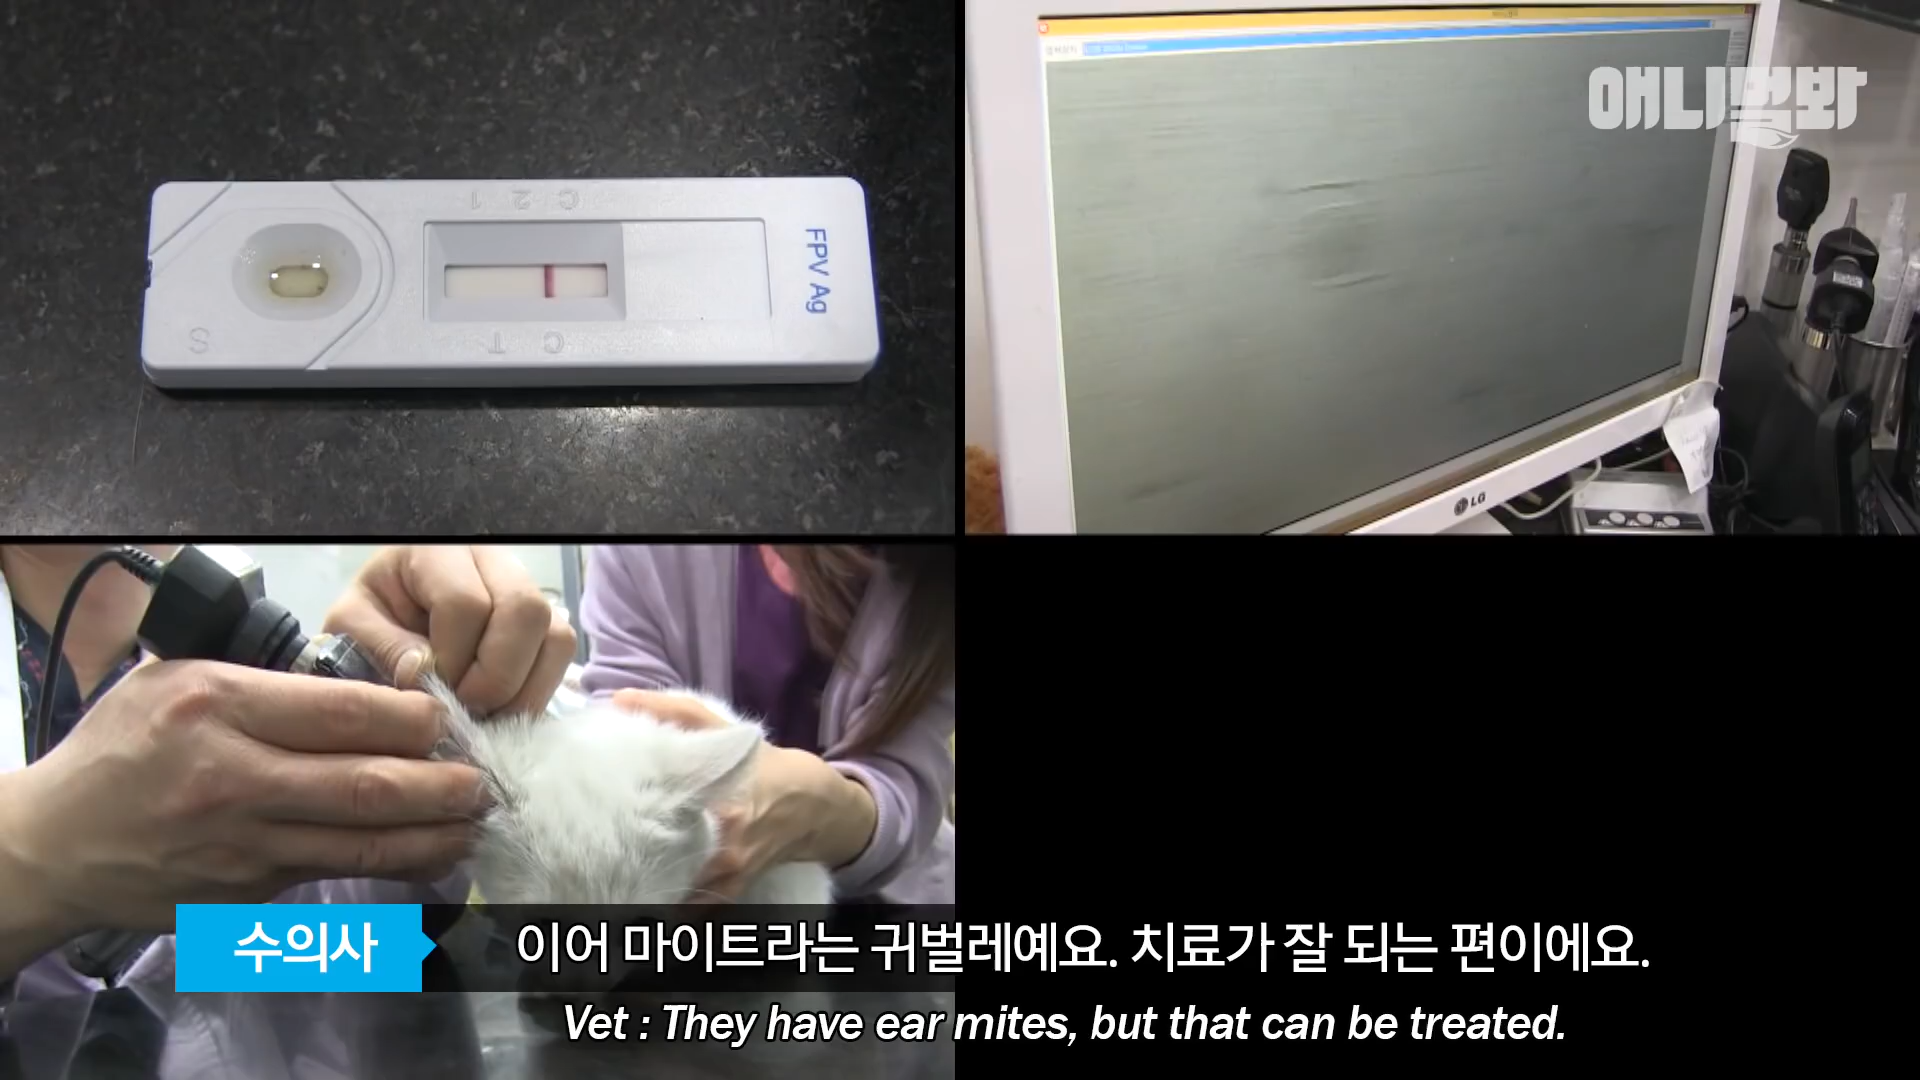 애니멀봐
C 2 1
FPV Ag
S
C T
LG
수의사
이어 마이트라는 귀벌레예요. 치료가 잘 되는 편이에요.
Vet : They have ear mites, but that can be treated.